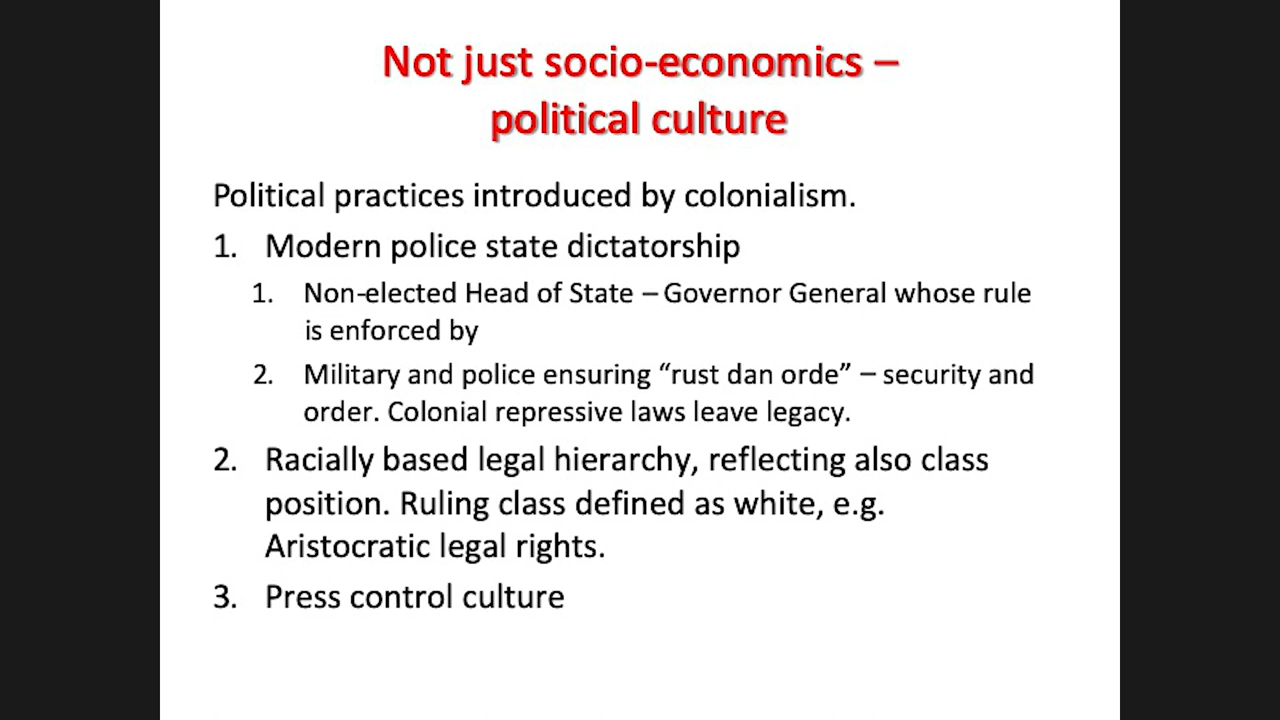 Not just socio-economics –
political culture
Political practices introduced by colonialism.
1. Modern police state dictatorship
1. Non-elected Head of State – Governor General whose rule
is enforced by
2. Military and police ensuring “rust dan orde” – security and
order. Colonial repressive laws leave legacy.
2. Racially based legal hierarchy, reflecting also class
position. Ruling class defined as white, e.g.
Aristocratic legal rights.
3. Press control culture